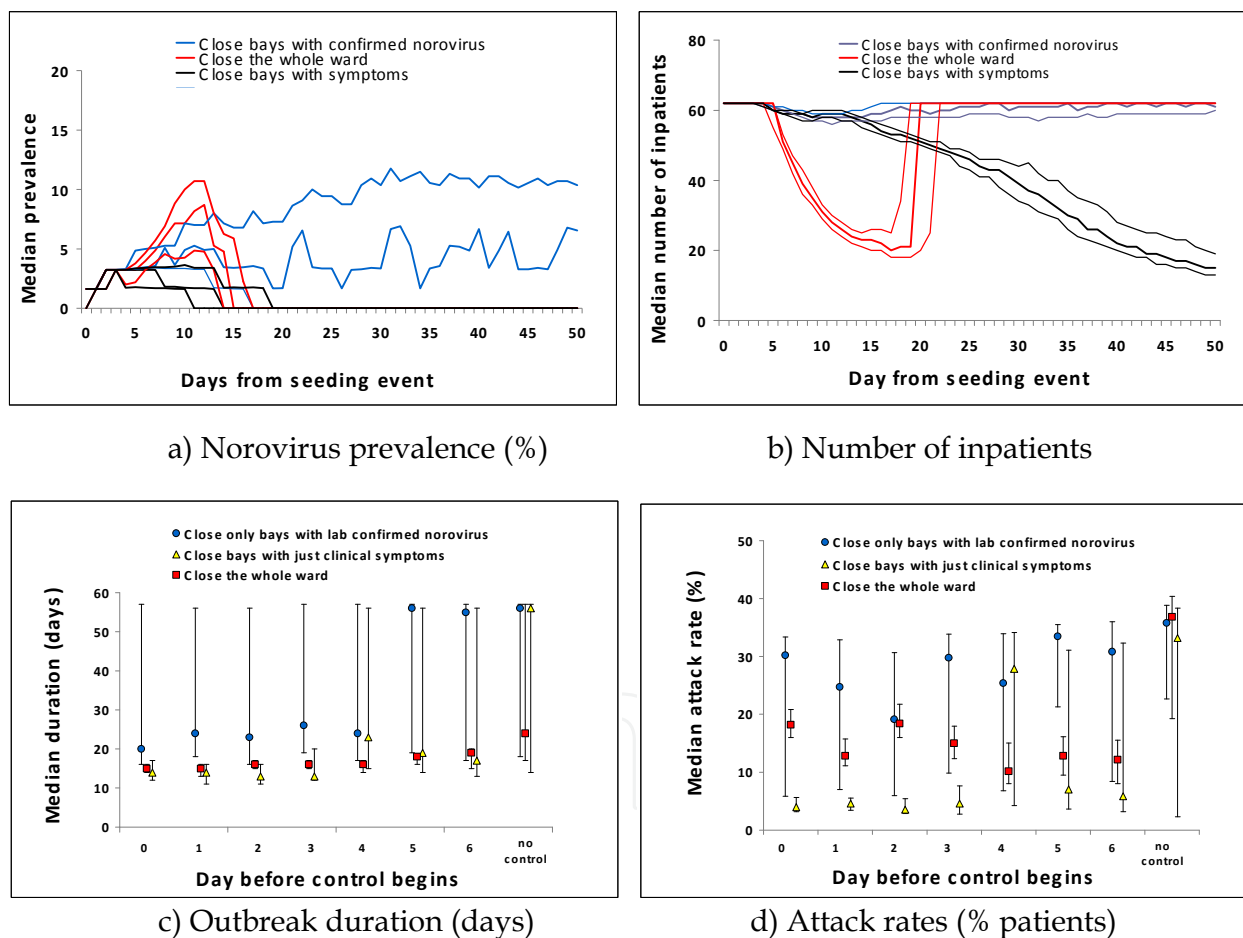 Close bays with confirmed norovirus
Close the whole ward
Close bays with symptoms
20
15
10
5
0
Median prevalence
0 5 10 15 20 25 30 35 40 45 50
Days from seeding event
a) Norovirus prevalence (%)
Close bays with confirmed norovirus
Close the whole ward
Close bays with symptoms
80
60
40
20
0
Median number of inpatients
0 5 10 15 20 25 30 35 40 45 50
Day from seeding event
b) Number of inpatients
Close only bays with lab confirmed norovirus
Close bays with just clinical symptoms
Close the whole ward
60
50
40
30
20
10
0
Median duration (days)
0 1 2 3 4 5 6 no
control
Day before control begins
c) Outbreak duration (days)
Close only bays with lab confirmed norovirus
Close bays with just clinical symptoms
Close the whole ward
50
40
30
20
10
0
Median attack rate (%)
0 1 2 3 4 5 6 no
control
Day before control begins
d) Attack rates (% patients)